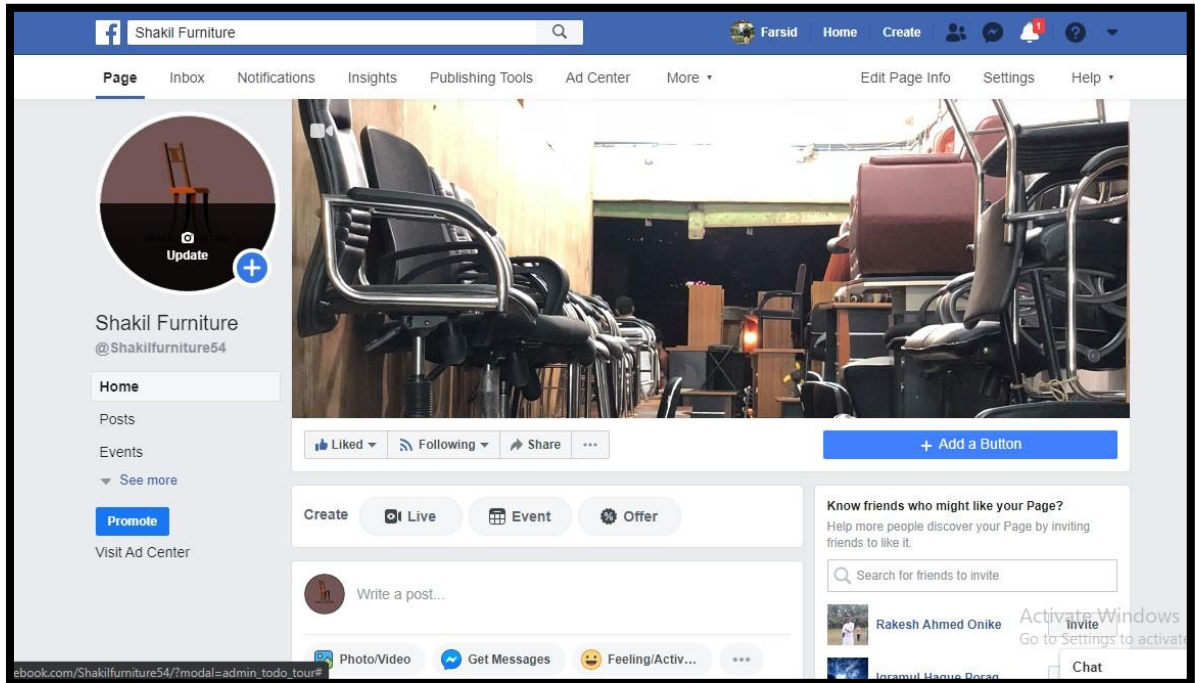 Shakil Furniture
Farsid Home Create 1
Page Inbox Notifications Insights Publishing Tools Ad Center More Edit Page Info Settings Help
Update
Shakil Furniture
@Shakilfurniture54
Home
Posts
Events
See more
Promote
Visit Ad Center
Liked Following Share ...
+ Add a Button
Create Live Event Offer
Write a post...
Photo/Video Get Messages Feeling/Activ... ...
Know friends who might like your Page?
Help more people discover your Page by inviting
friends to like it.
Search for friends to invite
Rakesh Ahmed Onike Invite
Iqramul Haque Porag
Activate Windows
Go to Settings to activate
Chat
ebook.com/Shakilfurniture54/?modal=admin_todo_tour#